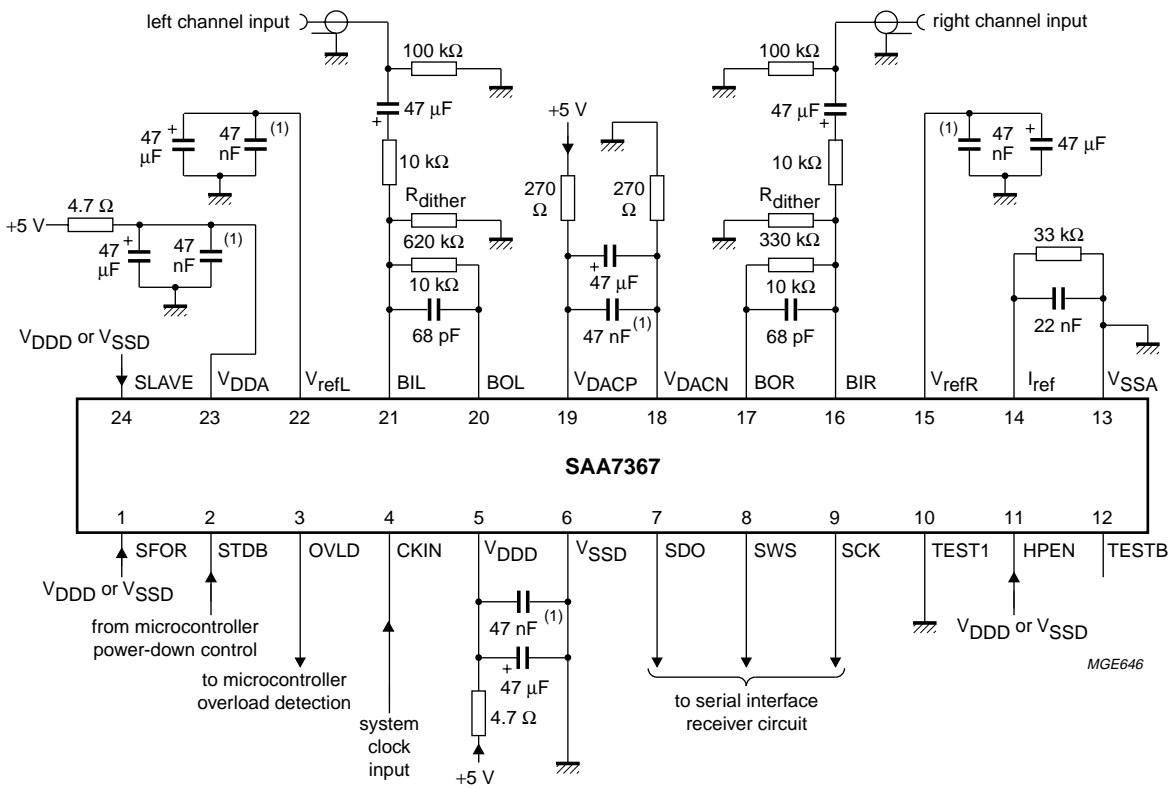 left channel input
right channel input
100 kΩ
100 kΩ
47 μF
+
47 μF
+
+5 V
47 μF
+
47 nF
(1)
(1)
47 nF
+
47 μF
10 kΩ
10 kΩ
270 Ω
270 Ω
Rdither
620 kΩ
Rdither
330 kΩ
4.7 Ω
+5 V
+
47 μF
47 nF
(1)
33 kΩ
22 nF
10 kΩ
68 pF
+
47 μF
47 nF (1)
10 kΩ
68 pF
VDDD or VSSD
SLAVE
VDDA
VrefL
BIL
BOL
VDACP
VDACN
BOR
BIR
VrefR
Iref
VSSA
24 23 22 21 20 19 18 17 16 15 14 13
SAA7367
1 2 3 4 5 6 7 8 9 10 11 12
SFOR
STDB
OVLD
CKIN
VDDD
VSSD
SDO
SWS
SCK
TEST1
HPEN
TESTB
VDDD or VSSD
from microcontroller
power-down control
to microcontroller
overload detection
system
clock
input
47 nF (1)
+
47 μF
4.7 Ω
+5 V
to serial interface
receiver circuit
VDDD or VSSD
MGE646